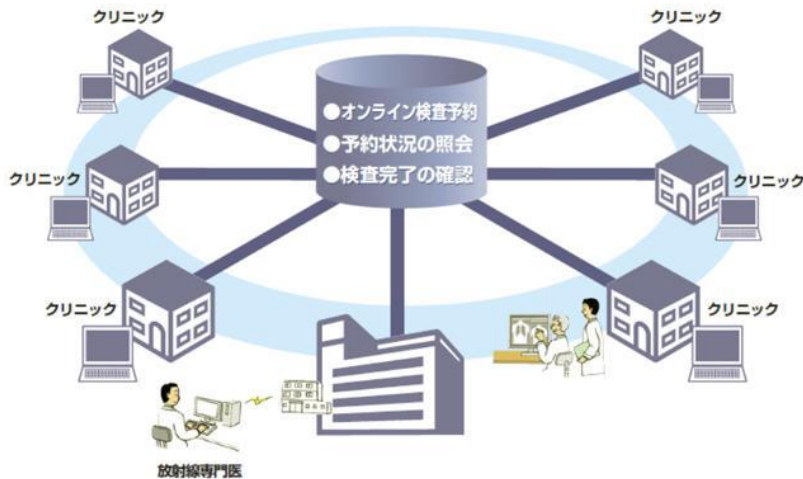 クリニック
クリニック
●オンライン検査予約
●予約状況の照会
●検査完了の確認
クリニック
クリニック
クリニック
クリニック
放射線専門医